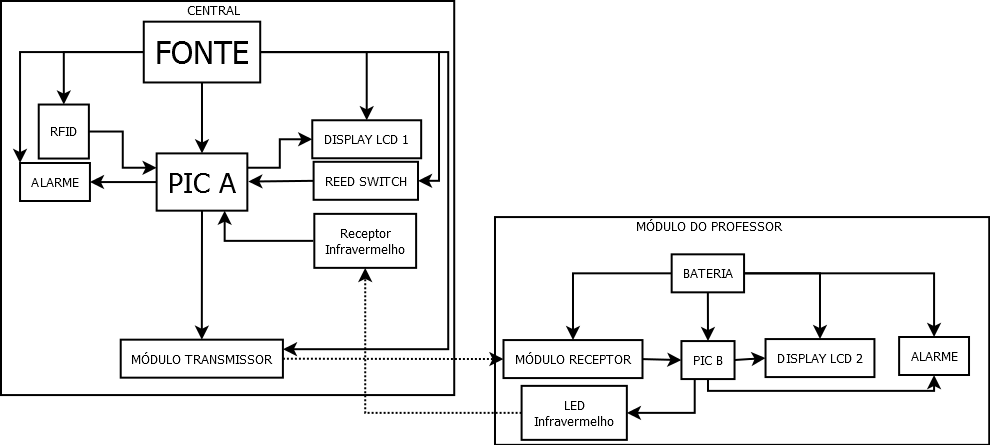 CENTRAL
FONTE
RFID
DISPLAY LCD 1
ALARME
PIC A
REED SWITCH
Receptor
Infravermelho
MÓDULO TRANSMISSOR
MÓDULO DO PROFESSOR
BATERIA
MÓDULO RECEPTOR
PIC B
DISPLAY LCD 2
ALARME
LED
Infravermelho